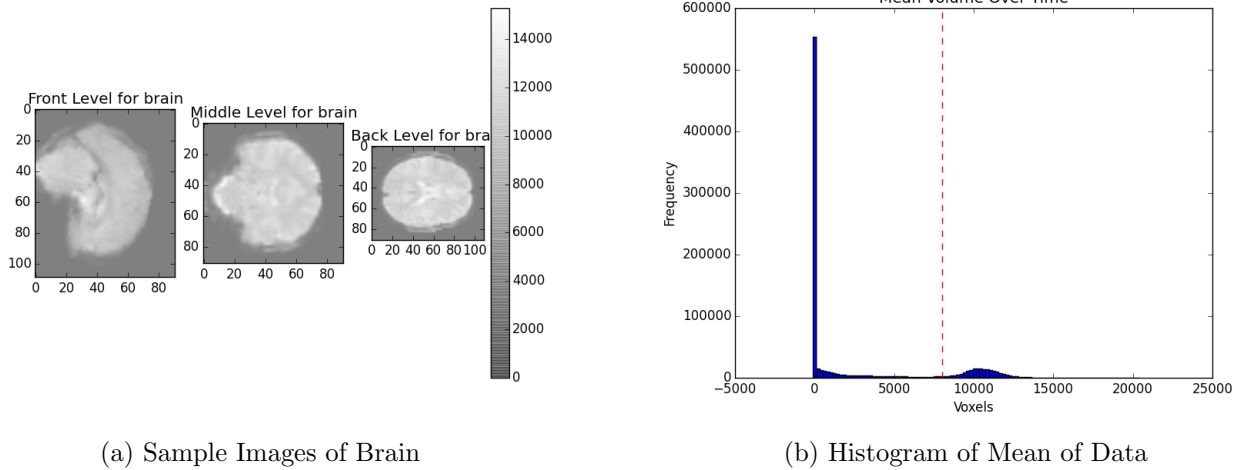 Front Level for brain
0
20
40
60
80
100
0 20 40 60 80
Middle Level for brain
0
20
40
60
80
0 20 40 60 80
Back Level for bra
0
20
40
60
80
0 20 40 60 80 100
14000
12000
10000
8000
6000
4000
2000
0
Mean Volume Over Time
600000
500000
400000
300000
200000
100000
0
Frequency
−5000 0 5000 10000 15000 20000 25000
Voxels
(a) Sample Images of Brain
(b) Histogram of Mean of Data